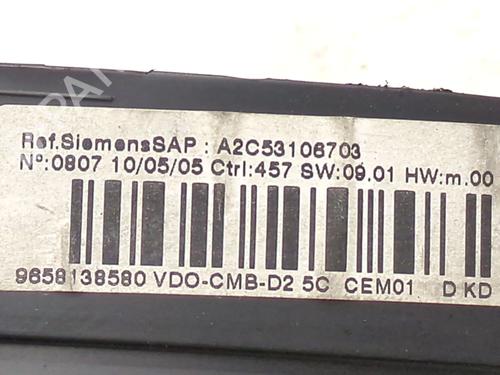 Ref.SiemensSAP : A2C53106703
Nº:0807 10/05/05 Ctrl:457 SW:09.01 HW:m.00
9658138580 VDO-CMB-D2 5C CEM01 D KD